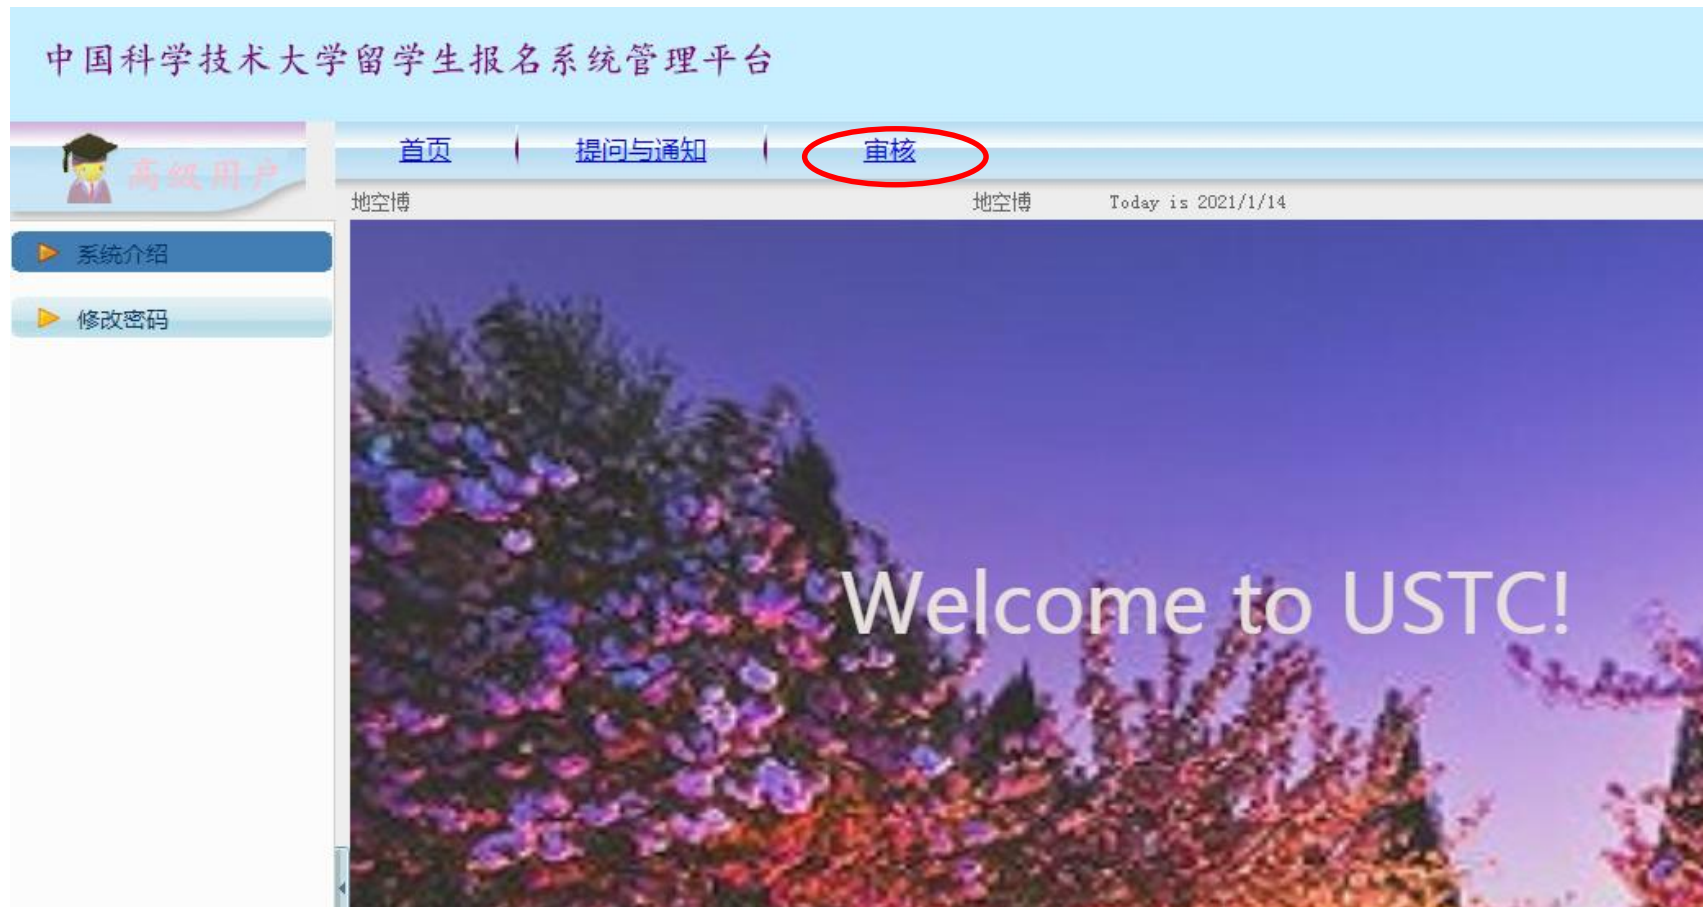 中国科学技术大学留学生报名系统管理平台
高级用户
首页 提问与通知 审核
地空博 地空博 Today is 2021/1/14
系统介绍
修改密码
Welcome to USTC!